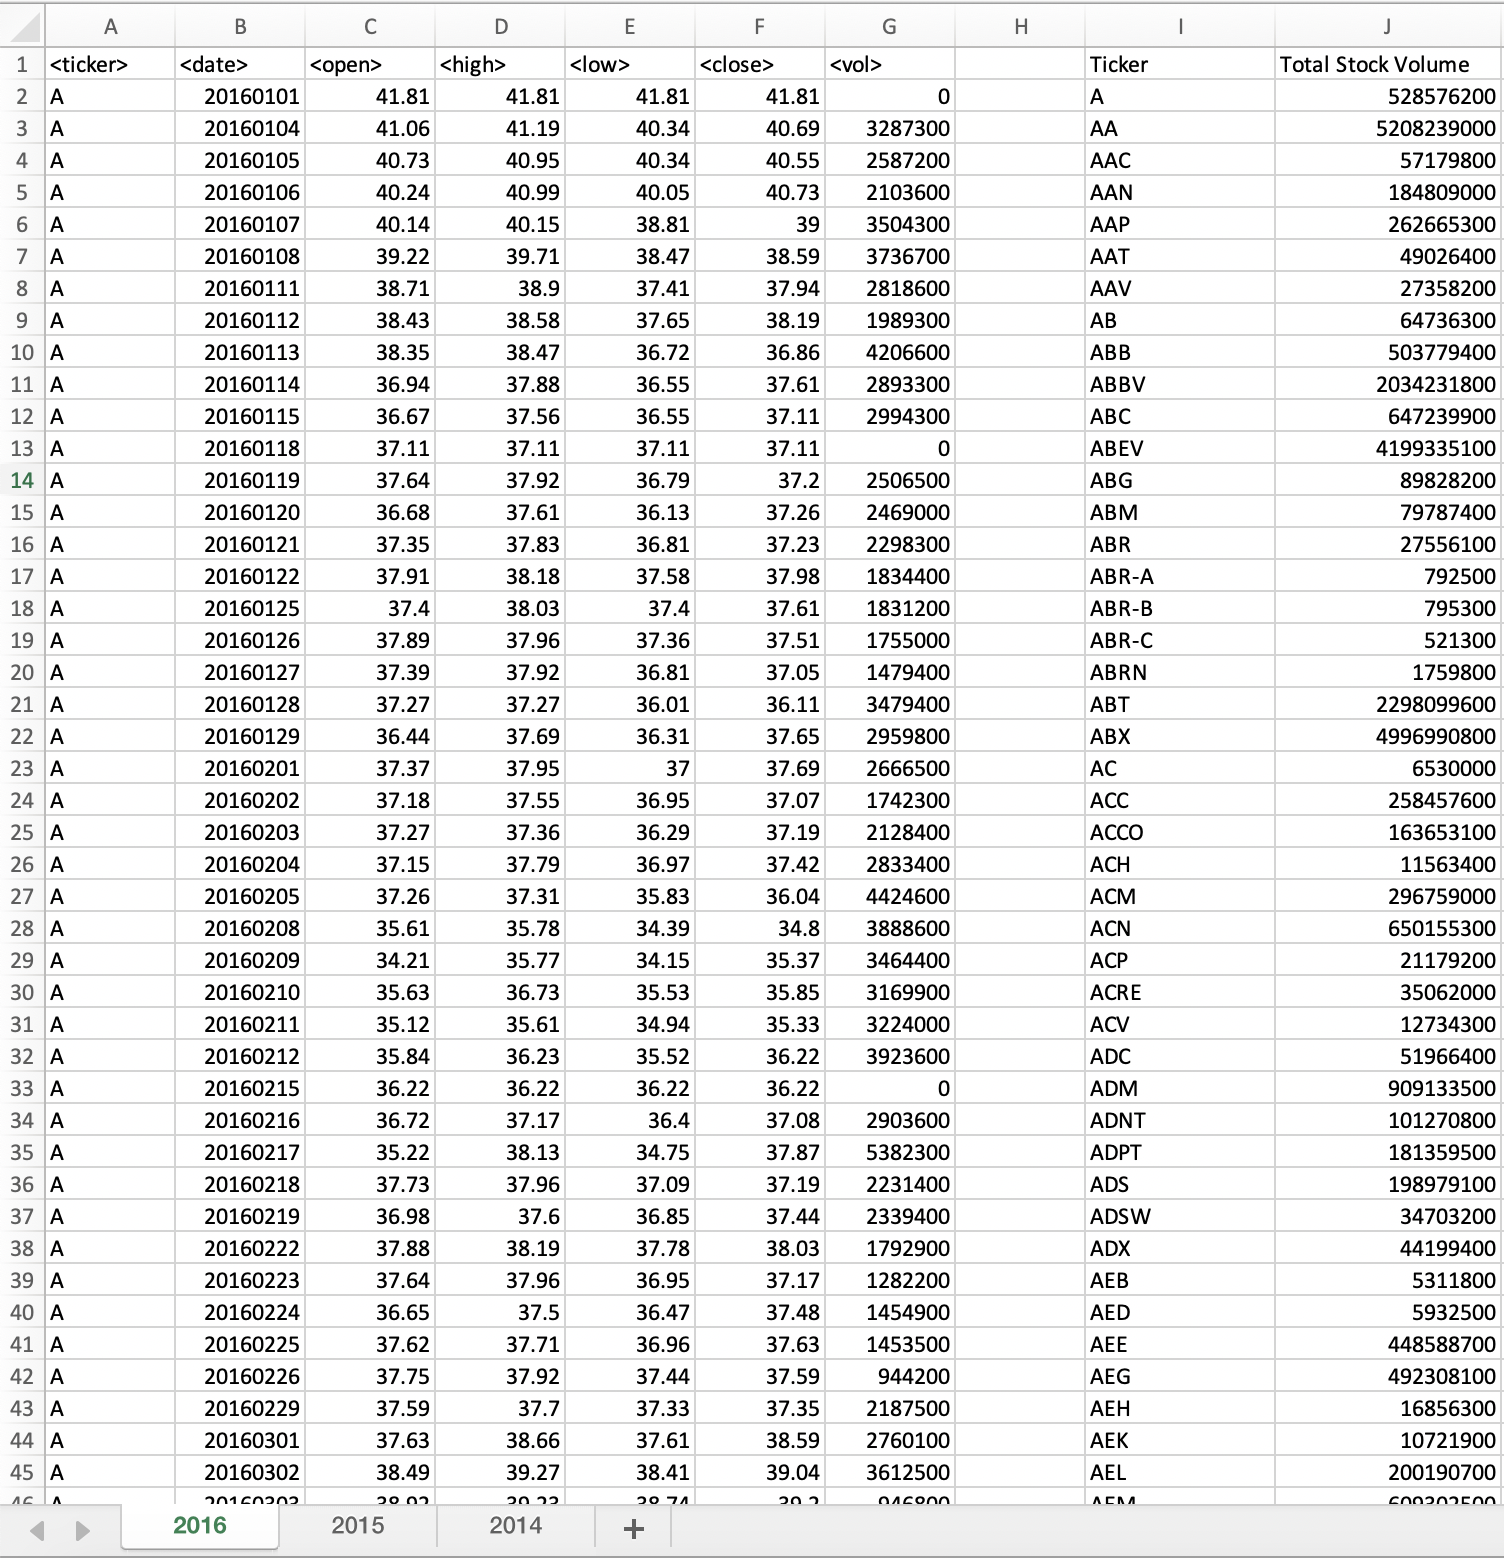 A B C D E F G H I J
1 <ticker> <date> <open> <high> <low> <close> <vol> Ticker Total Stock Volume
2 A 20160101 41.81 41.81 41.81 41.81 0 A 528576200
3 A 20160104 41.06 41.19 40.34 40.69 3287300 AA 5208239000
4 A 20160105 40.73 40.95 40.34 40.55 2587200 AAC 57179800
5 A 20160106 40.24 40.99 40.05 40.73 2103600 AAN 184809000
6 A 20160107 40.14 40.15 38.81 39 3504300 AAP 262665300
7 A 20160108 39.22 39.71 38.47 38.59 3736700 AAT 49026400
8 A 20160111 38.71 38.9 37.41 37.94 2818600 AAV 27358200
9 A 20160112 38.43 38.58 37.65 38.19 1989300 AB 64736300
10 A 20160113 38.35 38.47 36.72 36.86 4206600 ABB 503779400
11 A 20160114 36.94 37.88 36.55 37.61 2893300 ABBV 2034231800
12 A 20160115 36.67 37.56 36.55 37.11 2994300 ABC 647239900
13 A 20160118 37.11 37.11 37.11 37.11 0 ABEV 4199335100
14 A 20160119 37.64 37.92 36.79 37.2 2506500 ABG 89828200
15 A 20160120 36.68 37.61 36.13 37.26 2469000 ABM 79787400
16 A 20160121 37.35 37.83 36.81 37.23 2298300 ABR 27556100
17 A 20160122 37.91 38.18 37.58 37.98 1834400 ABR-A 792500
18 A 20160125 37.4 38.03 37.4 37.61 1831200 ABR-B 795300
19 A 20160126 37.89 37.96 37.36 37.51 1755000 ABR-C 521300
20 A 20160127 37.39 37.92 36.81 37.05 1479400 ABRN 1759800
21 A 20160128 37.27 37.27 36.01 36.11 3479400 ABT 2298099600
22 A 20160129 36.44 37.69 36.31 37.65 2959800 ABX 4996990800
23 A 20160201 37.37 37.95 37 37.69 2666500 AC 6530000
24 A 20160202 37.18 37.55 36.95 37.07 1742300 ACC 258457600
25 A 20160203 37.27 37.36 36.29 37.19 2128400 ACCO 163653100
26 A 20160204 37.15 37.79 36.97 37.42 2833400 ACH 11563400
27 A 20160205 37.26 37.31 35.83 36.04 4424600 ACM 296759000
28 A 20160208 35.61 35.78 34.39 34.8 3888600 ACN 650155300
29 A 20160209 34.21 35.77 34.15 35.37 3464400 ACP 21179200
30 A 20160210 35.63 36.73 35.53 35.85 3169900 ACRE 35062000
31 A 20160211 35.12 35.61 34.94 35.33 3224000 ACV 12734300
32 A 20160212 35.84 36.23 35.52 36.22 3923600 ADC 51966400
33 A 20160215 36.22 36.22 36.22 36.22 0 ADM 909133500
34 A 20160216 36.72 37.17 36.4 37.08 2903600 ADNT 101270800
35 A 20160217 35.22 38.13 34.75 37.87 5382300 ADPT 181359500
36 A 20160218 37.73 37.96 37.09 37.19 2231400 ADS 198979100
37 A 20160219 36.98 37.6 36.85 37.44 2339400 ADSW 34703200
38 A 20160222 37.88 38.19 37.78 38.03 1792900 ADX 44199400
39 A 20160223 37.64 37.96 36.95 37.17 1282200 AEB 5311800
40 A 20160224 36.65 37.5 36.47 37.48 1454900 AED 5932500
41 A 20160225 37.62 37.71 36.96 37.63 1453500 AEE 448588700
42 A 20160226 37.75 37.92 37.44 37.59 944200 AEG 492308100
43 A 20160229 37.59 37.7 37.33 37.35 2187500 AEH 16856300
44 A 20160301 37.63 38.66 37.61 38.59 2760100 AEK 10721900
45 A 20160302 38.49 39.27 38.41 39.04 3612500 AEL 200190700
2016 2015 2014 +